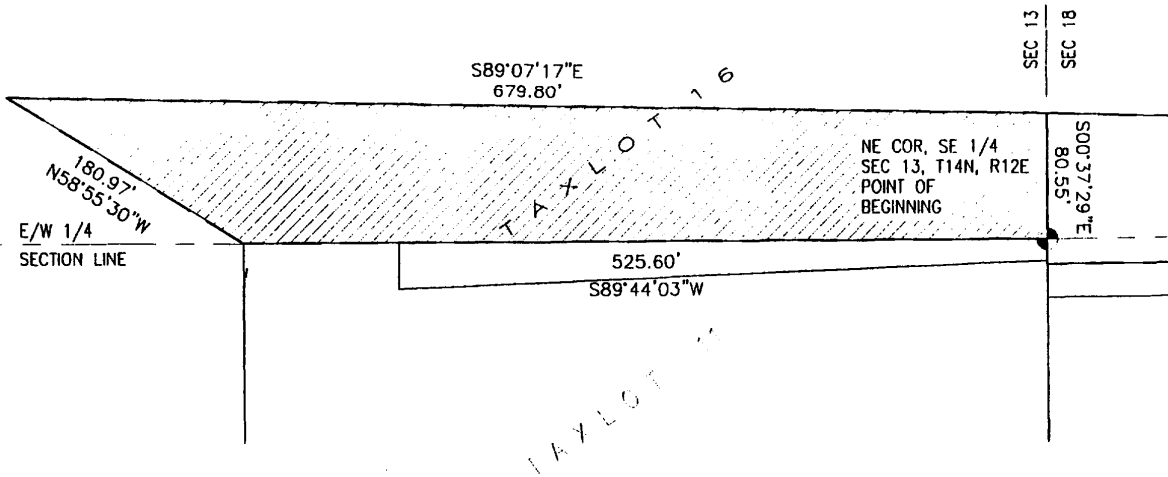 SEC 13
SEC 18
S89°07'17"E
679.80'
TAXLOT 16
NE COR, SE 1/4
SEC 13, T14N, R12E
POINT OF
BEGINNING
S00°37'29"E
80.55'
180.97'
N58°55'30"W
E/W 1/4
SECTION LINE
525.60'
S89°44'03"W
TAXLOT